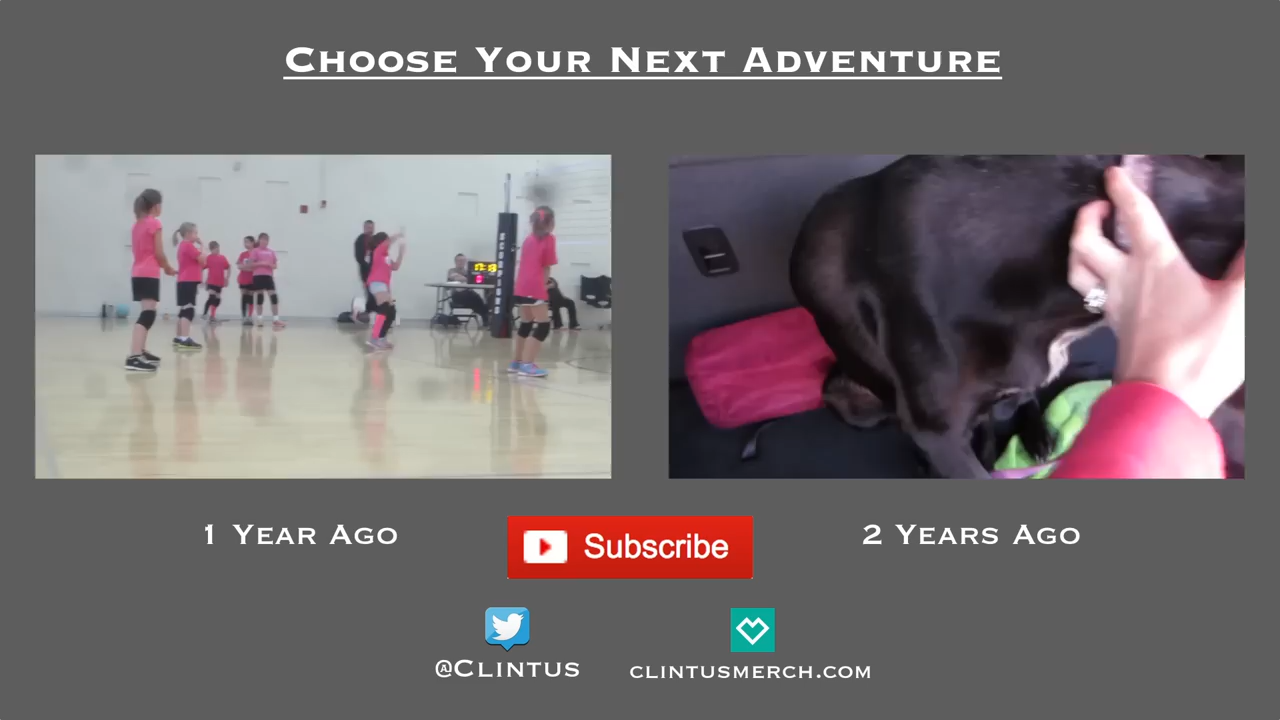 Choose Your Next Adventure
1 Year Ago
Subscribe
2 Years Ago
@Clintus
clintusmerch.com